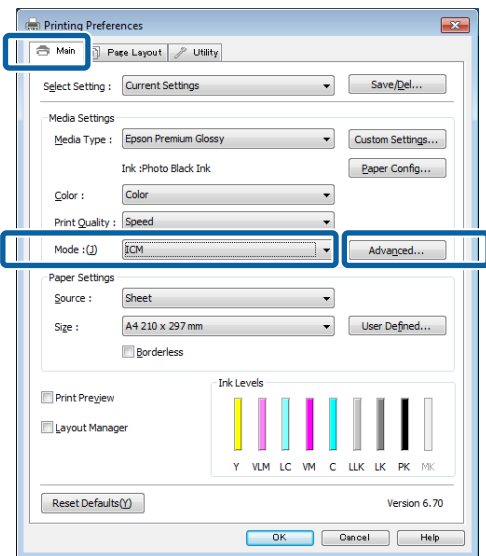 Printing Preferences
Main Page Layout Utility
Select Setting : Current Settings Save/Del...
Media Settings
Media Type : Epson Premium Glossy Custom Settings...
Ink :Photo Black Ink Paper Config...
Color : Color
Print Quality : Speed
Mode :(J) ICM Advanced...
Paper Settings
Source : Sheet
Size : A4 210 x 297 mm User Defined...
Borderless
Print Preview
Layout Manager
Ink Levels
Y VLM LC VM C LLK LK PK MK
Reset Defaults(Y) Version 6.70
OK Cancel Help